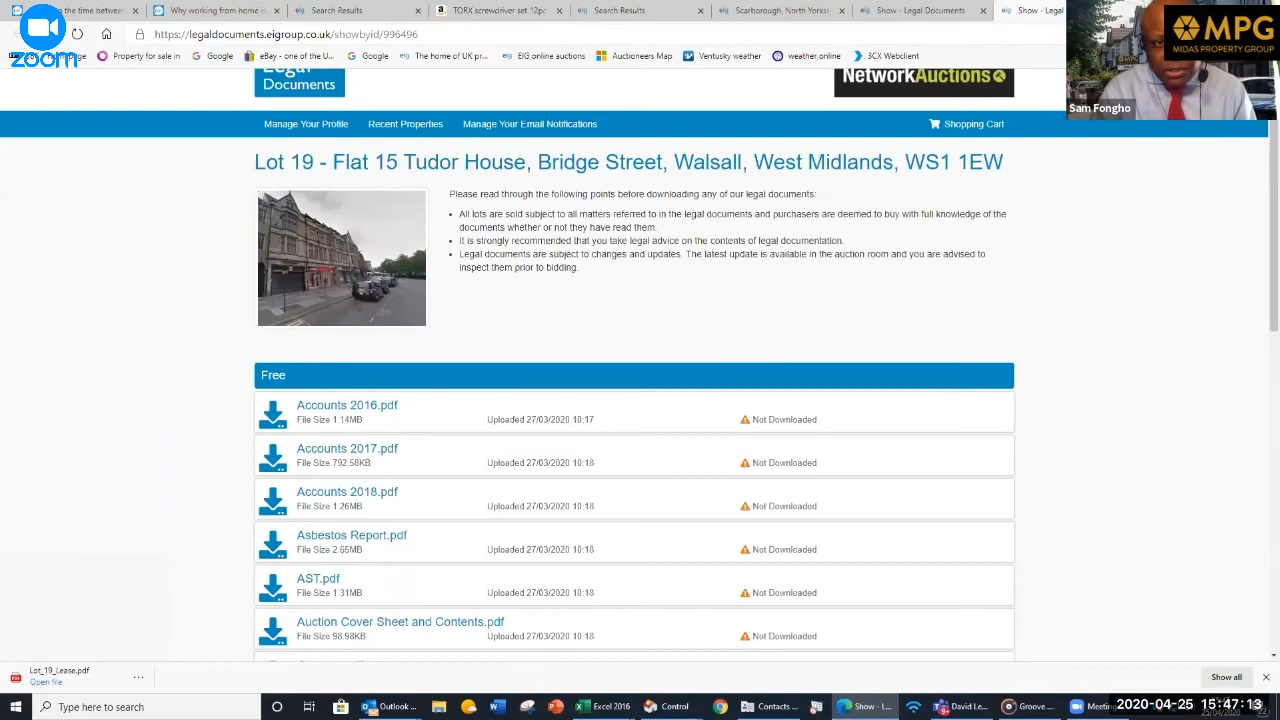 in the time between
Why working from home is
Search Results
TORX screwdriver set 12pc
Search Results
Scarborough, North Yorkshi
Show - Legal Documents
Show - Legal
zoom
https://legaldocuments.eigroup.co.uk/showbyid/996496
MPG
MIDAS PROPERTY GROUP
Property for sale in
Google
eBay - one of the U...
Google
The home of UK pr...
EIG online auctions
Auctioneers Map
Ventusky weather
weather online
3CX Webclient
Legal
Documents
NetworkAuctions
Sam Fongho
Manage Your Profile
Recent Properties
Manage Your Email Notifications
Shopping Cart
Lot 19 - Flat 15 Tudor House, Bridge Street, Walsall, West Midlands, WS1 1EW
Please read through the following points before downloading any of our legal documents:
All lots are sold subject to all matters referred to in the legal documents and purchasers are deemed to buy with full knowledge of the
documents whether or not they have read them.
It is strongly recommended that you take legal advice on the contents of legal documentation.
Legal documents are subject to changes and updates. The latest update is available in the auction room and you are advised to
inspect them prior to bidding.
Free
Accounts 2016.pdf
File Size 1.14MB Uploaded 27/03/2020 10:17 Not Downloaded
Accounts 2017.pdf
File Size 792.58KB Uploaded 27/03/2020 10:18 Not Downloaded
Accounts 2018.pdf
File Size 1.26MB Uploaded 27/03/2020 10:18 Not Downloaded
Asbestos Report.pdf
File Size 2.65MB Uploaded 27/03/2020 10:18 Not Downloaded
AST.pdf
File Size 1.31MB Uploaded 27/03/2020 10:18 Not Downloaded
Auction Cover Sheet and Contents.pdf
File Size 98.98KB Uploaded 27/03/2020 10:18 Not Downloaded
Lot_19_Lease.pdf
Open file
Show all
Type here to search
Outlook ...
Excel 2016
Control
Contacts ...
Show - L...
David Le...
Groove ...
Meeting
2020-04-25 15:47:13